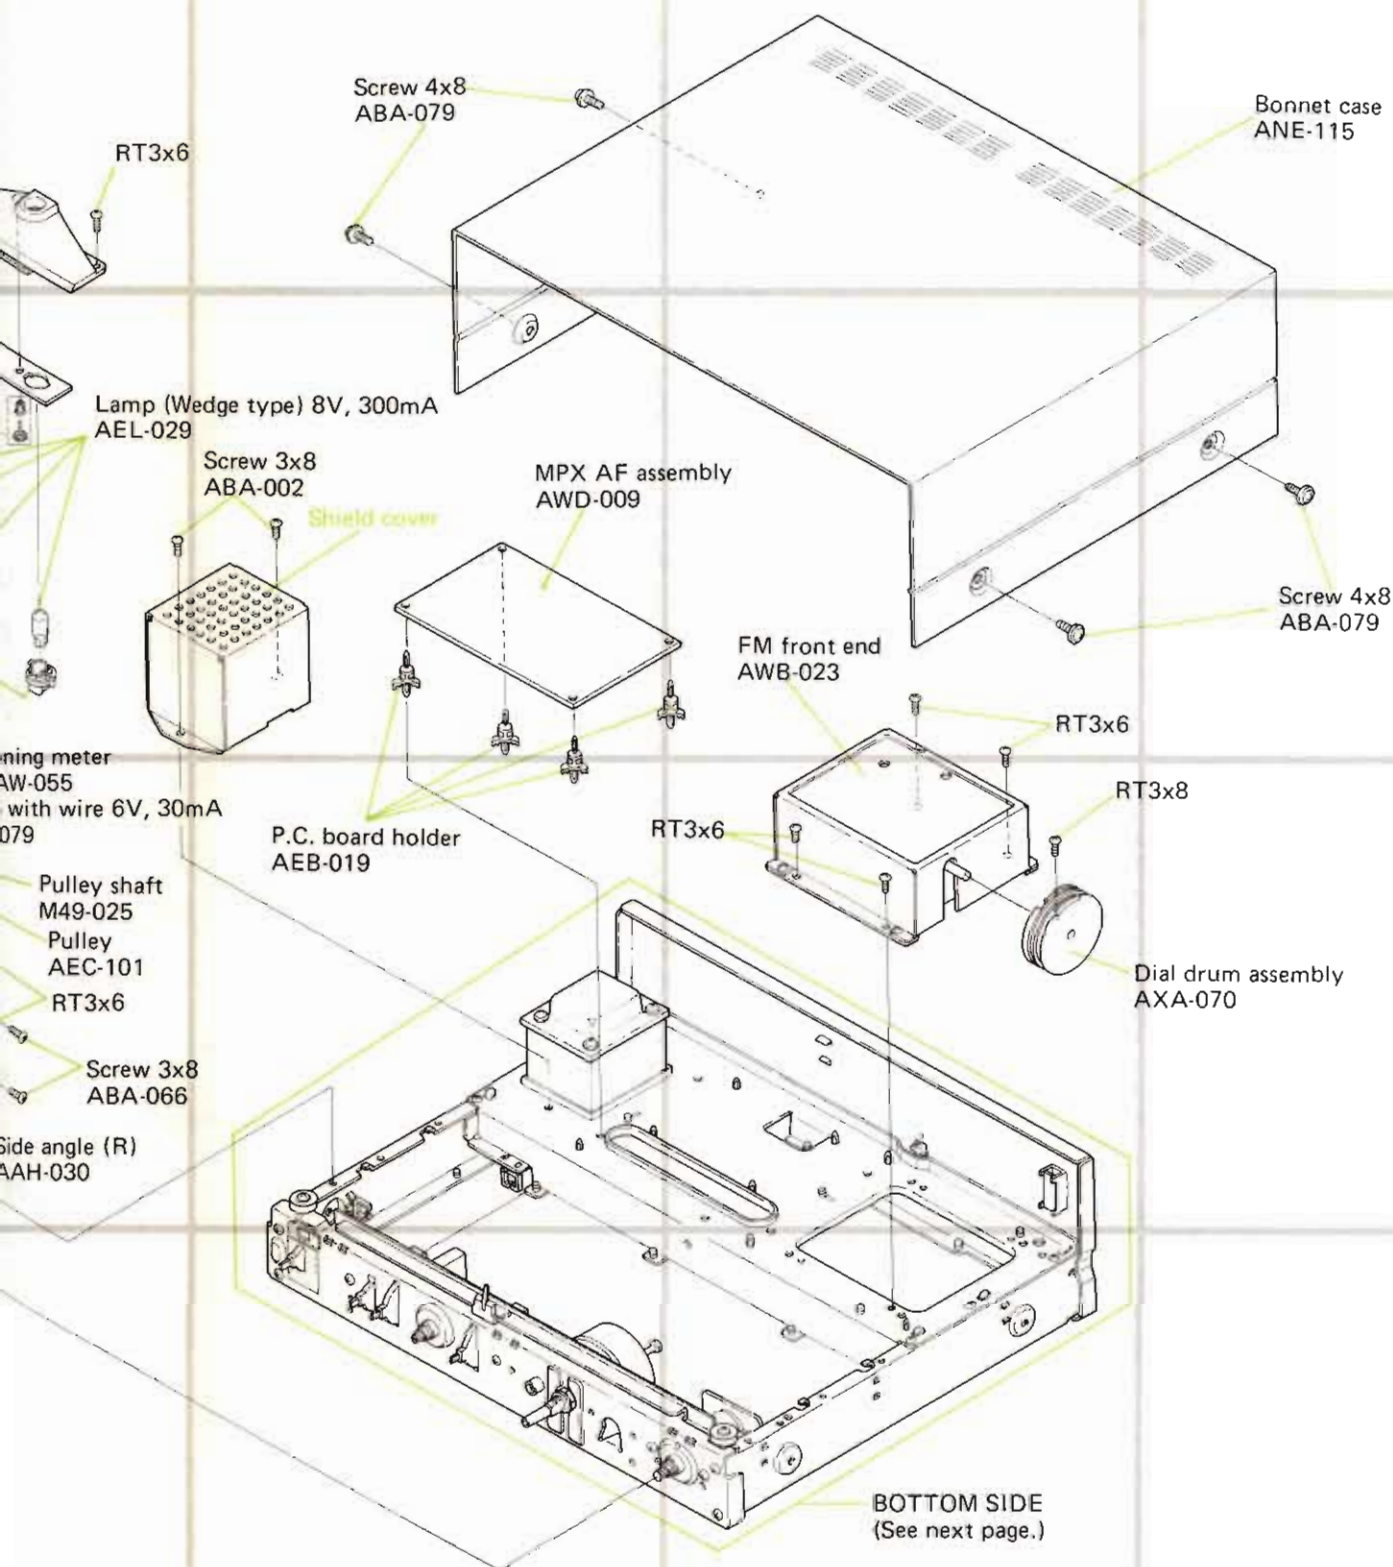 Screw 4x8
ABA-079
Bonnet case
ANE-115
RT3x6
Lamp (Wedge type) 8V, 300mA
AEL-029
Screw 3x8
ABA-002
Shield cover
MPX AF assembly
AWD-009
Screw 4x8
ABA-079
FM front end
AWB-023
RT3x6
RT3x8
RT3x6
ning meter
AW-055
with wire 6V, 30mA
079
P.C. board holder
AEB-019
Pulley shaft
M49-025
Pulley
AEC-101
RT3x6
Dial drum assembly
AXA-070
Screw 3x8
ABA-066
Side angle (R)
AAH-030
BOTTOM SIDE
(See next page.)